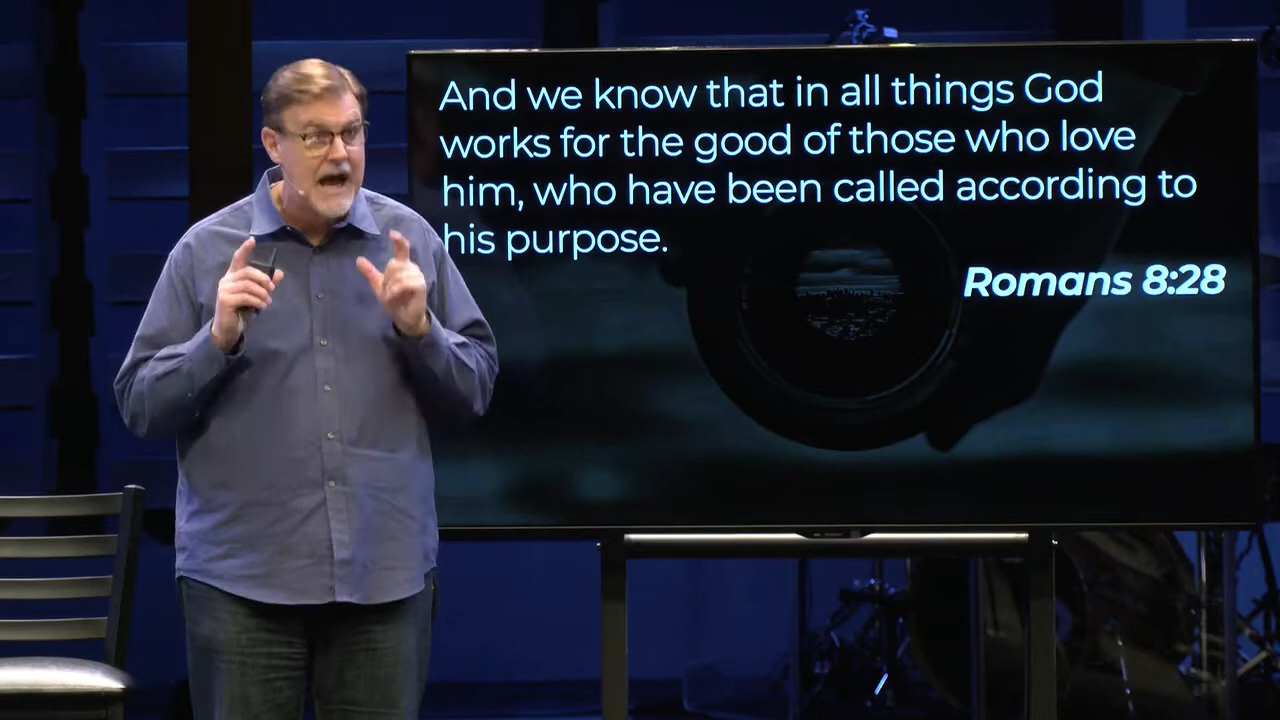 And we know that in all things God
works for the good of those who love
him, who have been called according to
his purpose.
Romans 8:28